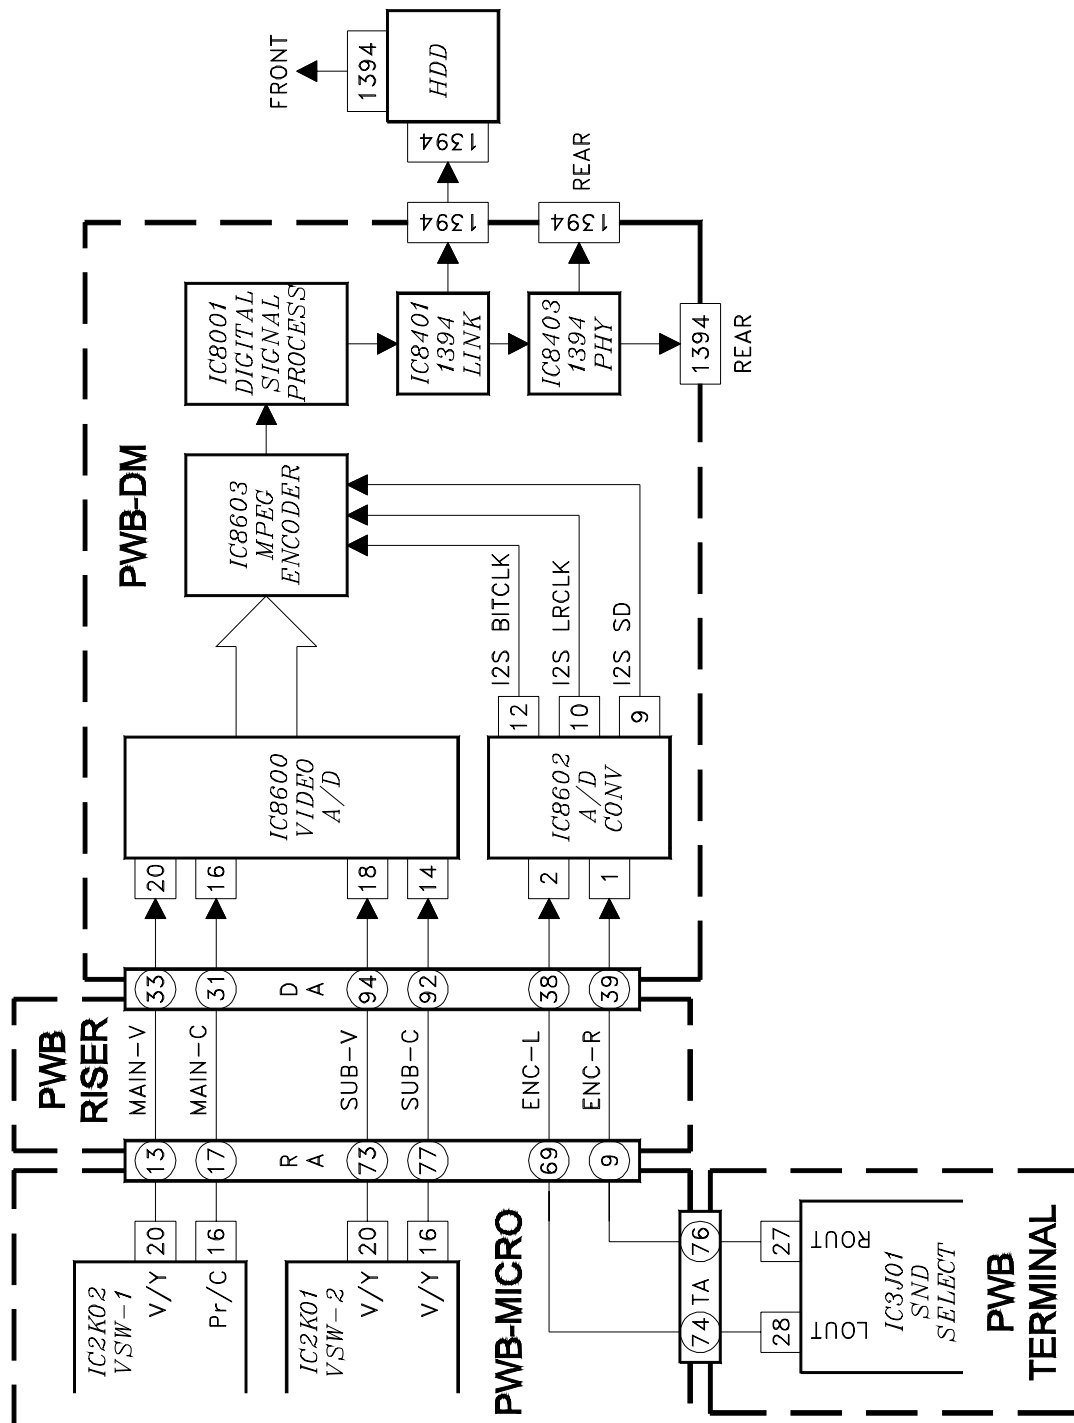 FRONT
1394
HDD
1394
REAR
1394
1394
IC8001
DIGITAL
SIGNAL
PROCESS
IC8401
1394
LINK
IC8403
1394
PHY
1394
REAR
PWB-DM
IC8603
MPEG
ENCODER
I2S BITCLK
I2S LRCLK
I2S SD
12
10
9
IC8600
VIDEO
A/D
IC8602
A/D
CONV
20
16
18
14
2
1
33
31
DA
94
92
38
39
PWB
RISER
MAIN-V
MAIN-C
SUB-V
SUB-C
ENC-L
ENC-R
13
17
RA
73
77
69
9
20
16
20
16
V/Y
Pr/C
V/Y
V/Y
IC2K02
VSW-1
IC2K01
VSW-2
PWB-MICRO
76
TA
74
27
28
ROUT
LOUT
IC3J01
SND
SELECT
PWB
TERMINAL